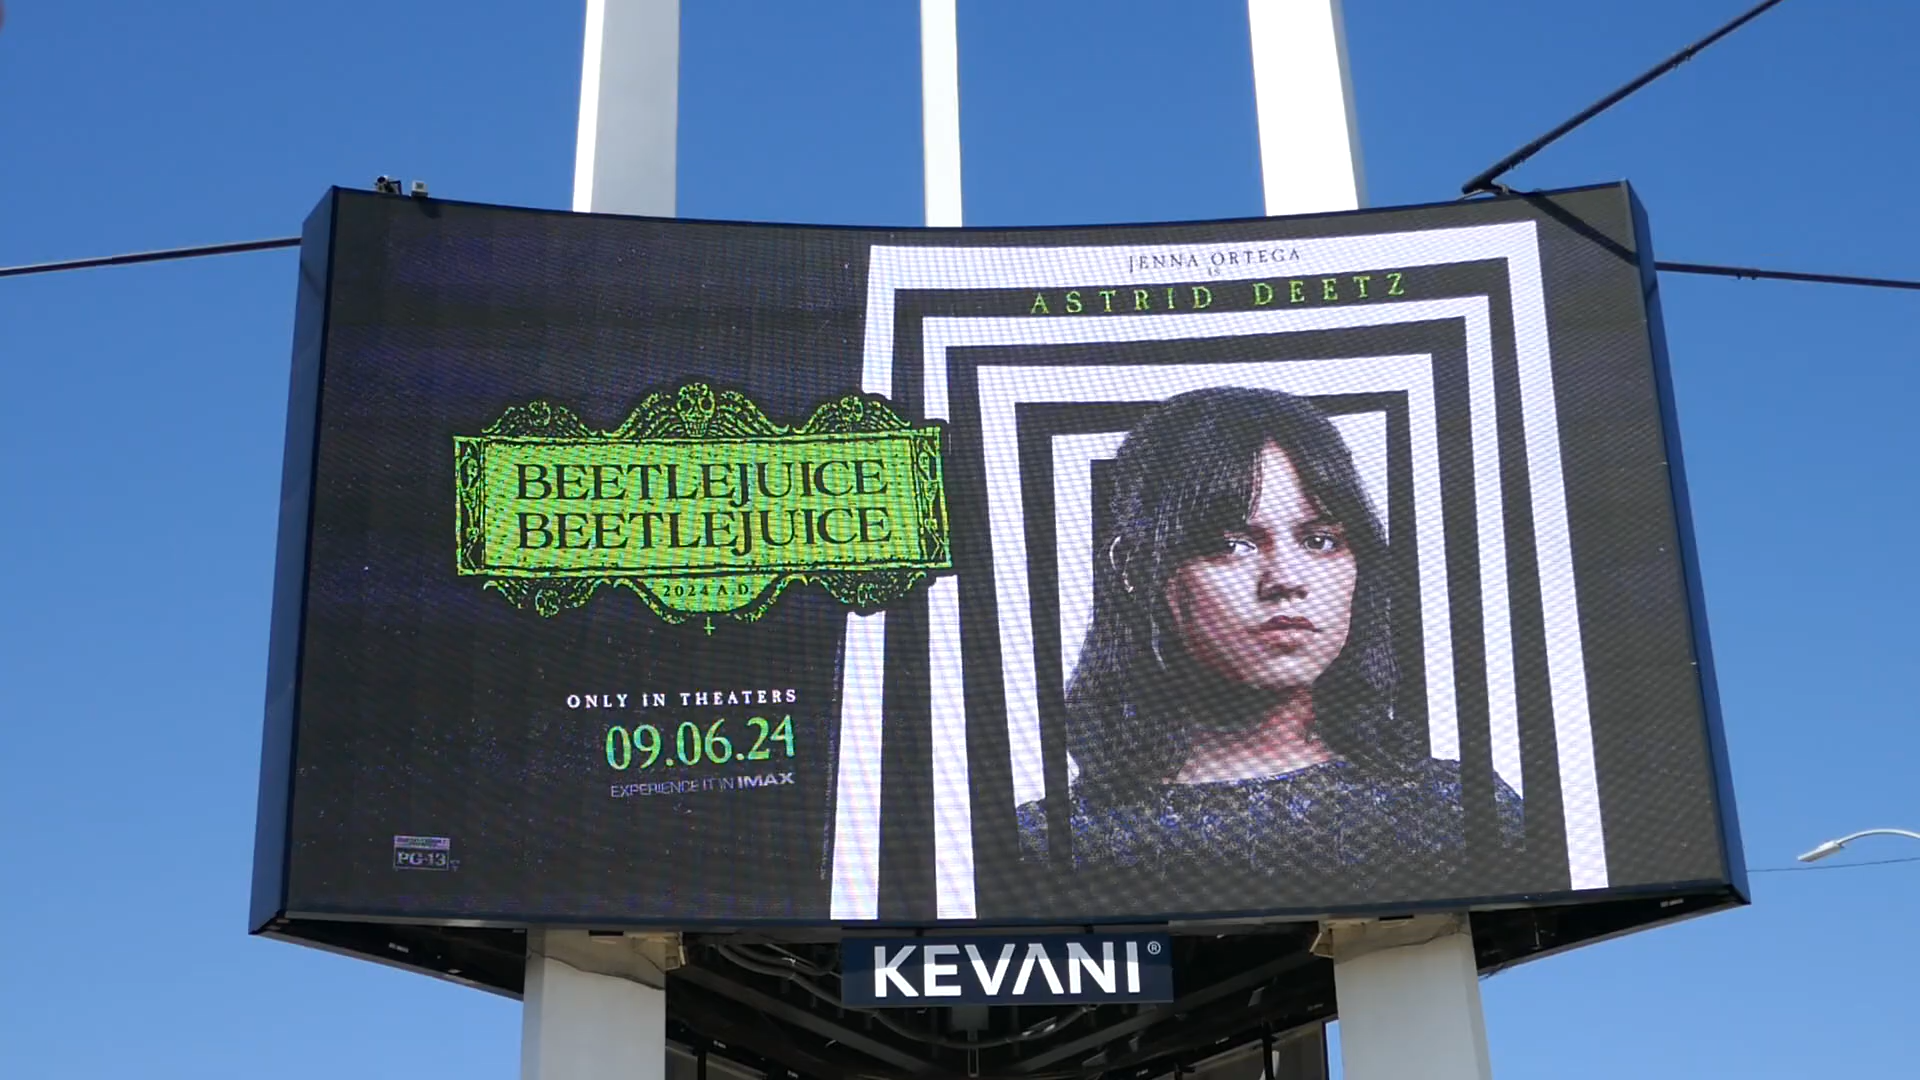 JENNA ORTEGA
IS
ASTRID DEETZ
BEETLEJUICE
BEETLEJUICE
2024 A.D.
ONLY IN THEATERS
09.06.24
EXPERIENCE IT IN IMAX
PG-13
KEVANI®